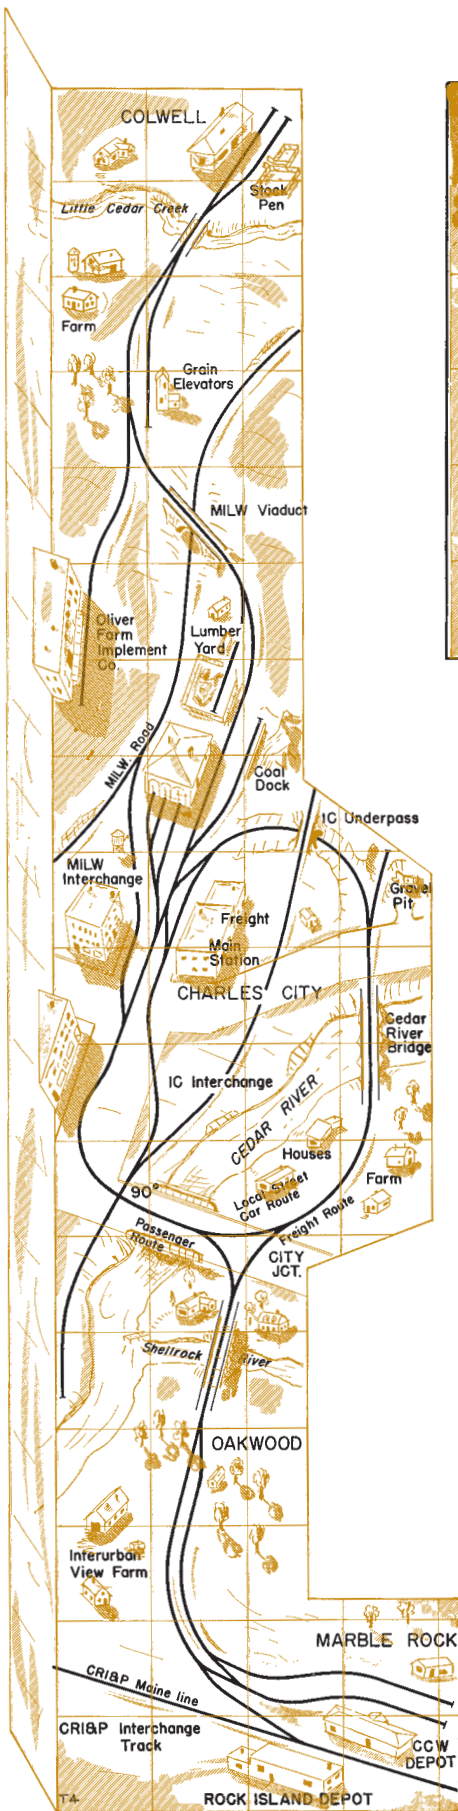 COLWELL
Stock
Pen
Little Cedar Creek
Farm
Grain
Elevators
MILW Viaduct
Oliver
Farm
Implement
Co.
Lumber
Yard
MILW Road
Coal
Dock
IC Underpass
MILW
Interchange
Gravel
Pit
Freight
Main
Station
CHARLES CITY
Cedar
River
Bridge
IC Interchange
CEDAR RIVER
Houses
Farm
90°
Local Street
Car Route
Freight Route
Passenger
Route
CITY
JCT.
Shellrock River
OAKWOOD
Interurban
View Farm
MARBLE ROCK
CRI&P Maine line
CRI&P Interchange
Track
CCW
DEPOT
ROCK ISLAND DEPOT
T4